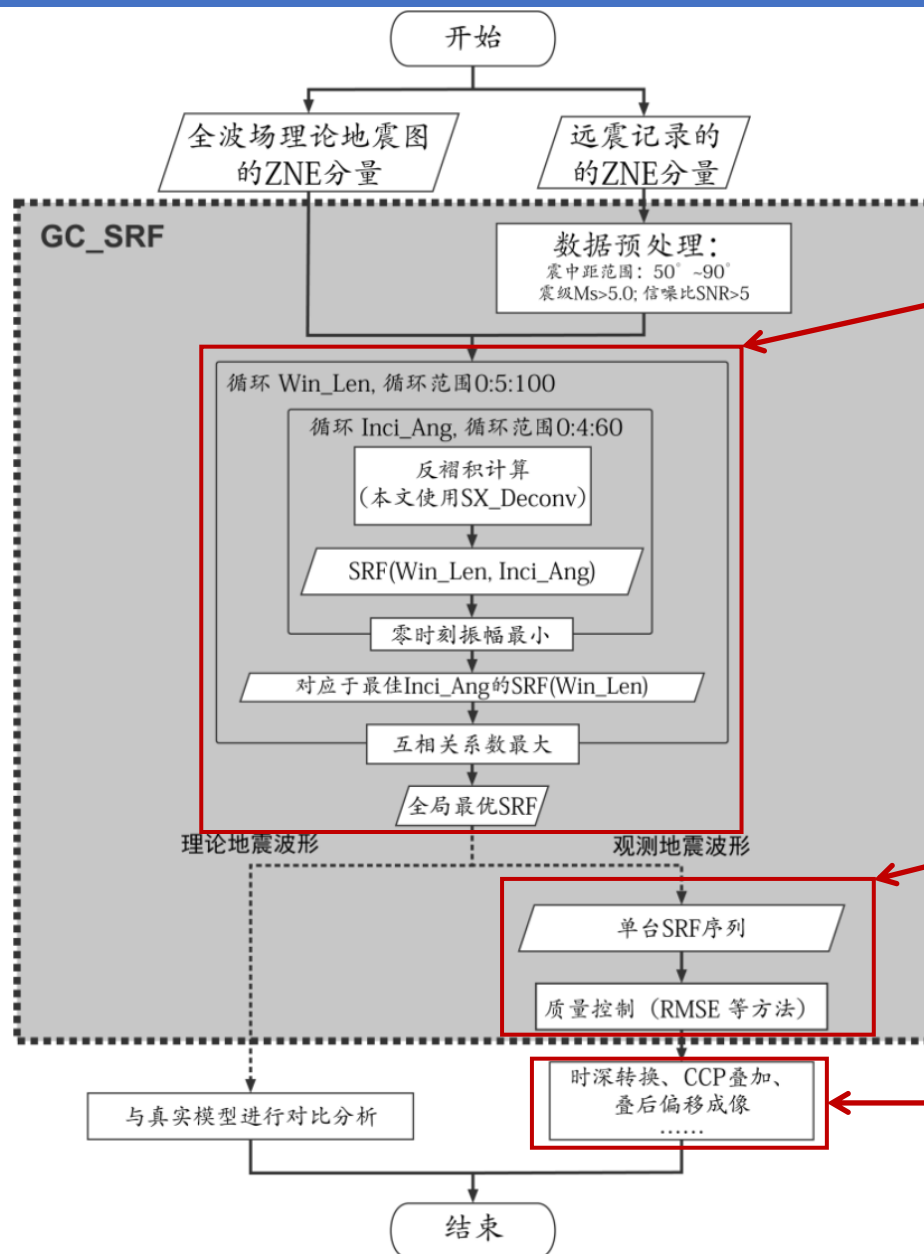 开始
全波场理论地震图
的ZNE分量
远震记录的
的ZNE分量
GC_SRF
数据预处理：
震中距范围：50° ~90°
震级Ms>5.0; 信噪比SNR>5
循环 Win_Len, 循环范围0:5:100
循环 Inci_Ang, 循环范围0:4:60
反褶积计算
（本文使用SX_Deconv）
SRF(Win_Len, Inci_Ang)
零时刻振幅最小
对应于最佳Inci_Ang的SRF(Win_Len)
互相关系数最大
全局最优SRF
理论地震波形
观测地震波形
单台SRF序列
质量控制（RMSE 等方法）
时深转换、CCP叠加、
叠后偏移成像
……
与真实模型进行对比分析
结束